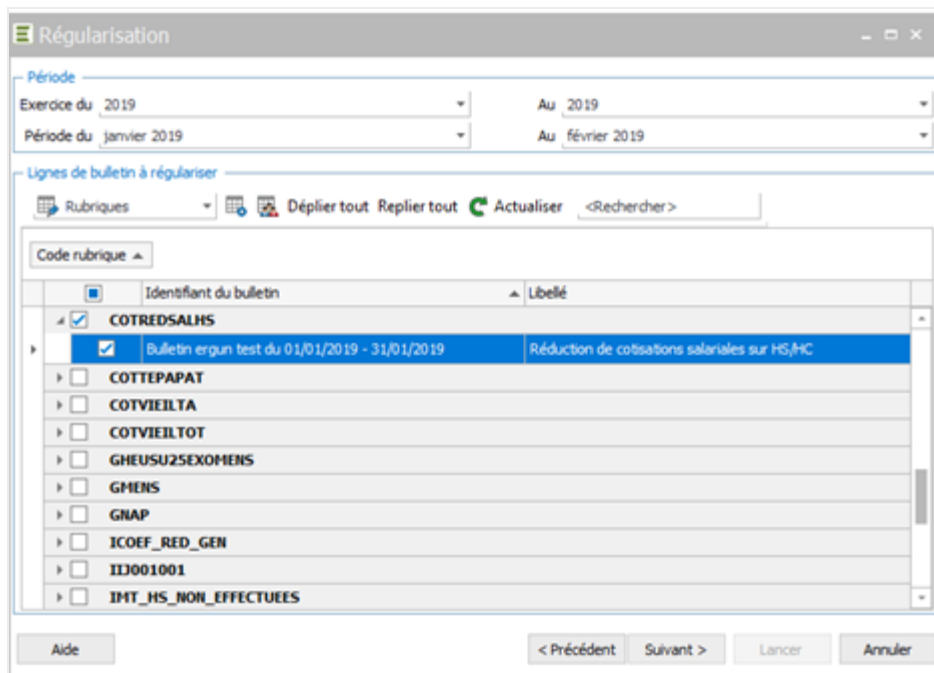 Régularisation
Période
Exercice du 2019 Au 2019
Période du janvier 2019 Au février 2019
Lignes de bulletin à régulariser
Rubriques Déplier tout Replier tout Actualiser <Rechercher>
Code rubrique
Identifiant du bulletin Libellé
COTREDSALHS
Bulletin ergun test du 01/01/2019 - 31/01/2019 Réduction de cotisations salariales sur HS/HC
COTTEPAPAT
COTVIEILTA
COTVIEILTOT
GHEUSU25EXOMENS
GMENS
GNAP
ICOEF_RED_GEN
IIJ001001
IMT_HS_NON_EFFECTUEES
Aide < Précédent Suivant > Lancer Annuler